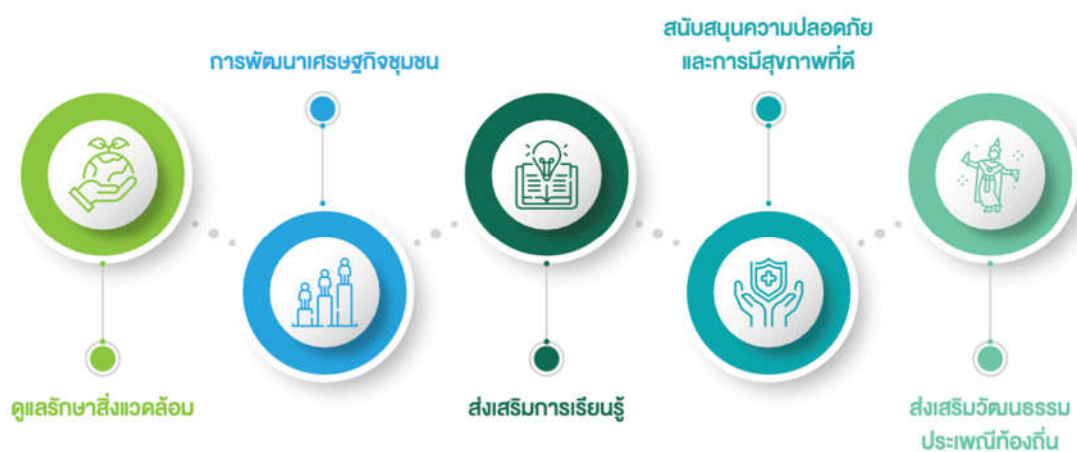 ดูแลรักษาสิ่งแวดล้อม
การพัฒนาเศรษฐกิจชุมชน
ส่งเสริมการเรียนรู้
สนับสนุนความปลอดภัย
และการมีสุขภาพที่ดี
ส่งเสริมวัฒนธรรม
ประเพณีท้องถิ่น